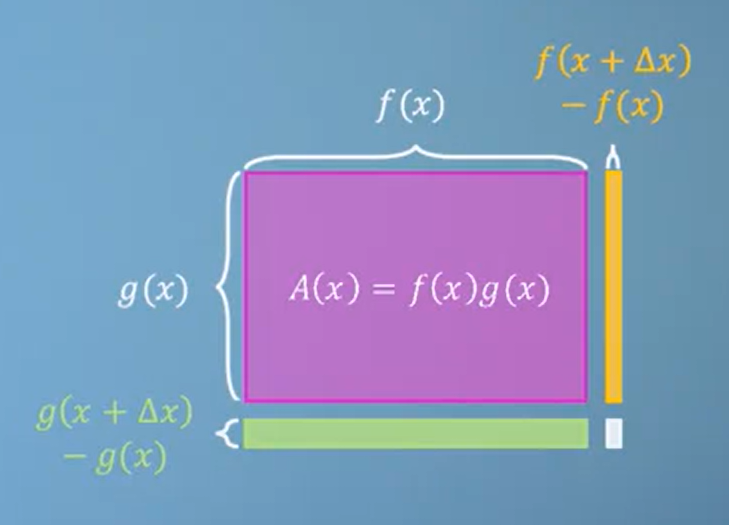 f(x + Δx)
− f(x)
f(x)
g(x)
A(x) = f(x)g(x)
g(x + Δx)
− g(x)